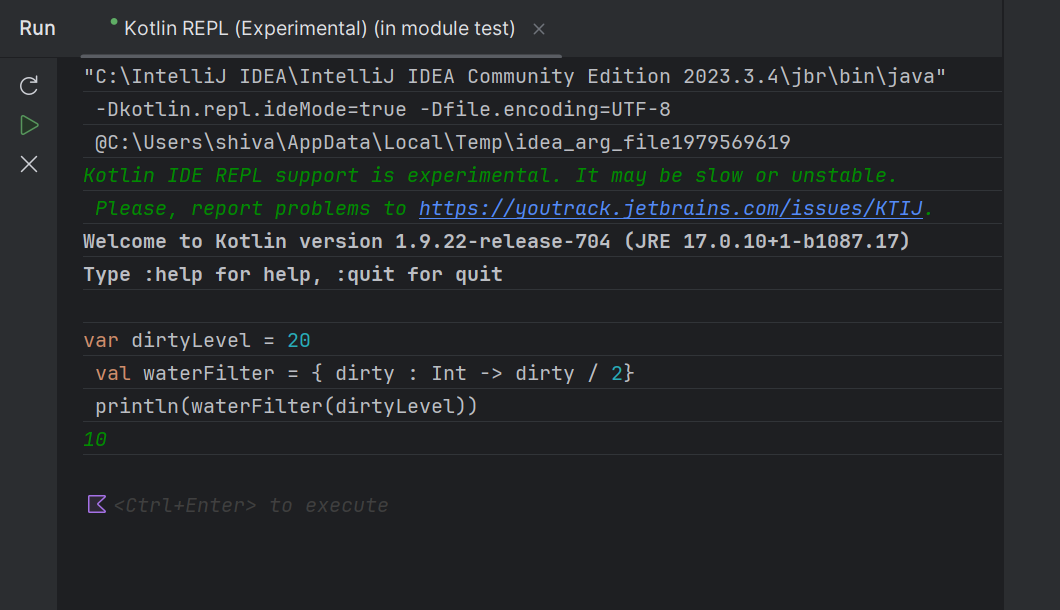 Run
Kotlin REPL (Experimental) (in module test)
"C:\IntelliJ IDEA\IntelliJ IDEA Community Edition 2023.3.4\jbr\bin\java"
-Dkotlin.repl.ideMode=true -Dfile.encoding=UTF-8
@C:\Users\shiva\AppData\Local\Temp\idea_arg_file1979569619
Kotlin IDE REPL support is experimental. It may be slow or unstable.
Please, report problems to https://youtrack.jetbrains.com/issues/KTIJ.
Welcome to Kotlin version 1.9.22-release-704 (JRE 17.0.10+1-b1087.17)
Type :help for help, :quit for quit
var dirtyLevel = 20
val waterFilter = { dirty : Int -> dirty / 2}
println(waterFilter(dirtyLevel))
10
<Ctrl+Enter> to execute